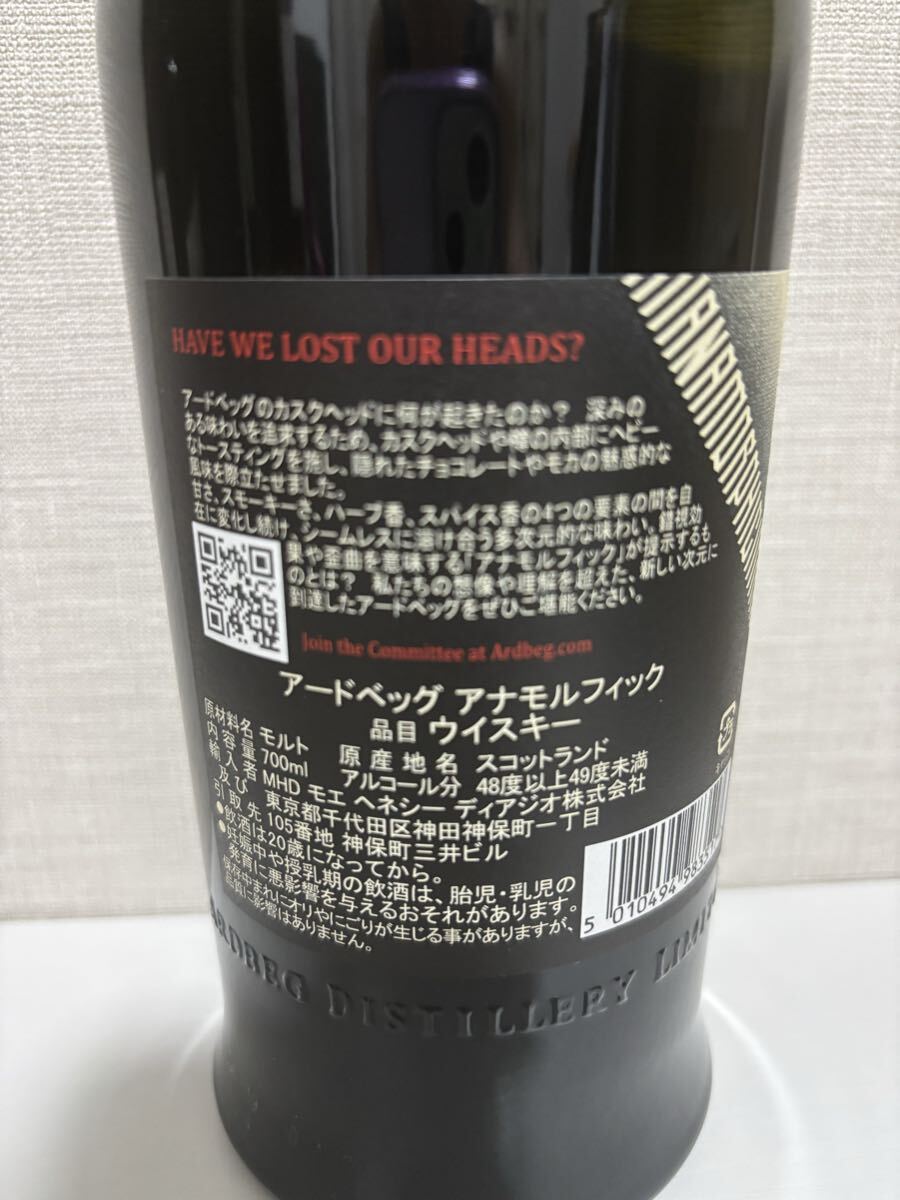 HAVE WE LOST OUR HEADS?
アードベッグのカスクヘッドに何が起きたのか？ 深みの
ある味わいを追求するため、カスクヘッドや樽の内部にヘビー
なトースティングを施し、隠れたチョコレートやモカの魅惑的な
風味を際立たせました。
甘さ、スモーキーさ、ハーブ香、スパイス香の4つの要素の間を自
在に変化し続け、シームレスに溶け合う多次元的な味わい。錯視効
果や歪曲を意味する「アナモルフィック」が提示するも
のとは？ 私たちの想像や理解を超えた、新しい次元に
到達したアードベッグをぜひご堪能ください。
Join the Committee at Ardbeg.com
アードベッグ アナモルフィック
品目 ウイスキー
原材料名 モルト 原産地名 スコットランド
内容量 700ml アルコール分 48度以上49度未満
輸入者 MHD モエ ヘネシー ディアジオ株式会社
及び 東京都千代田区神田神保町一丁目
引取先 105番地 神保町三井ビル
●飲酒は20歳になってから。
●妊娠中や授乳期の飲酒は、胎児・乳児の
発育に悪影響を与えるおそれがあります。
保存中まれにオリやにごりが生じる事がありますが、
品質に影響はありません。
5 010494
ARDBEG DISTILLERY